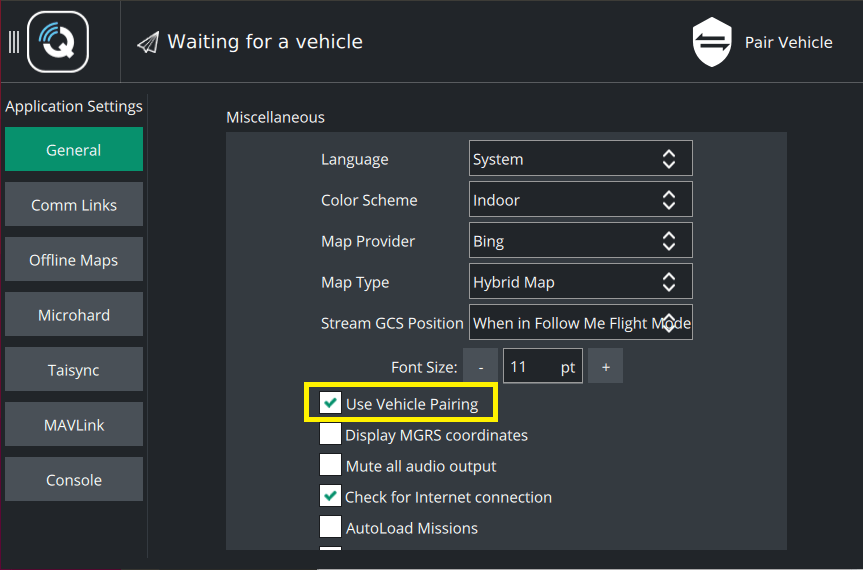 Waiting for a vehicle
Pair Vehicle
Application Settings
General
Comm Links
Offline Maps
Microhard
Taisync
MAVLink
Console
Miscellaneous
Language System
Color Scheme Indoor
Map Provider Bing
Map Type Hybrid Map
Stream GCS Position When in Follow Me Flight Mode
Font Size: - 11 pt +
Use Vehicle Pairing
Display MGRS coordinates
Mute all audio output
Check for Internet connection
AutoLoad Missions